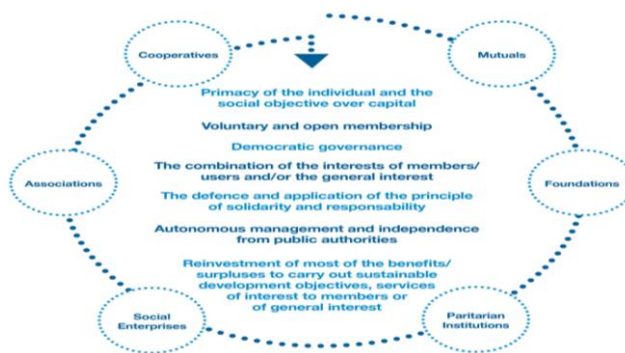 Cooperatives
Mutuals
Primacy of the individual and the
social objective over capital
Voluntary and open membership
Democratic governance
The combination of the interests of members/
users and/or the general interest
Associations
Foundations
The defence and application of the principle
of solidarity and responsability
Autonomous management and independence
from public authorities
Reinvestment of most of the benefits/
surpluses to carry out sustainable
development objectives, services
of interest to members or
of general interest
Social
Enterprises
Paritarian
Institutions